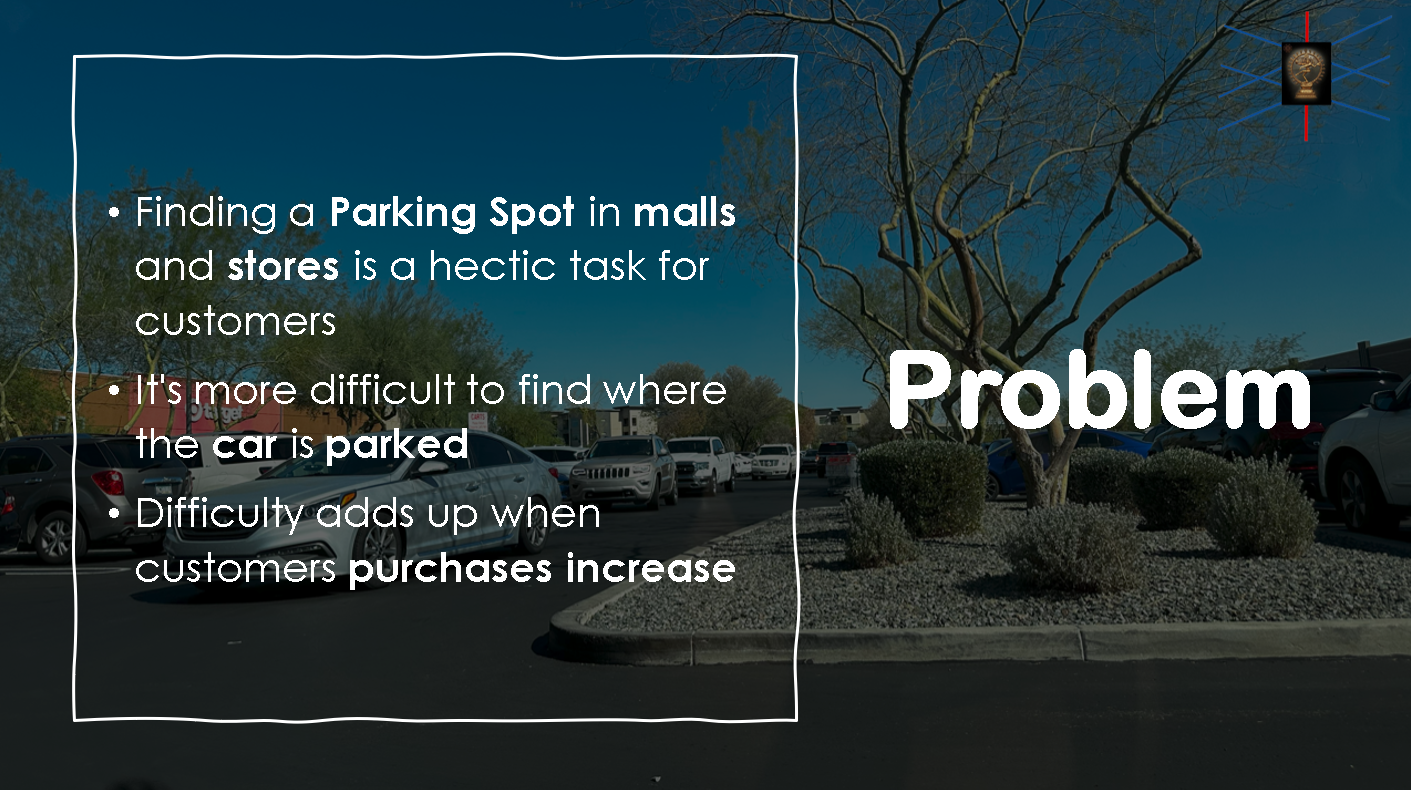 • Finding a Parking Spot in malls
and stores is a hectic task for
customers
• It's more difficult to find where
the car is parked
• Difficulty adds up when
customers purchases increase
Problem
target